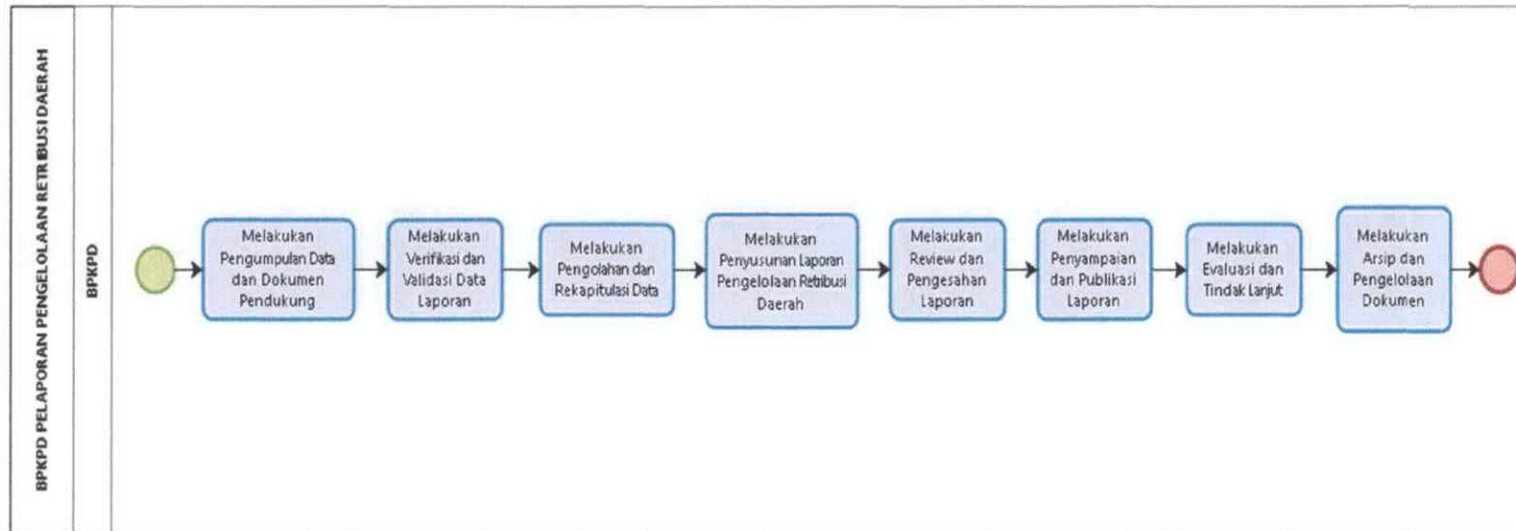 BPKPD PELAPORAN PENGELOLAAN RETRIBUSI DAERAH
BPKPD
Melakukan
Pengumpulan Data
dan Dokumen
Pendukung
Melakukan
Verifikasi dan
Validasi Data
Laporan
Melakukan
Pengolahan dan
Rekapitulasi Data
Melakukan
Penyusunan Laporan
Pengelolaan Retribusi
Daerah
Melakukan
Review dan
Pengesahan
Laporan
Melakukan
Penyampaian
dan Publikasi
Laporan
Melakukan
Evaluasi dan
Tindak Lanjut
Melakukan
Arsip dan
Pengelolaan
Dokumen